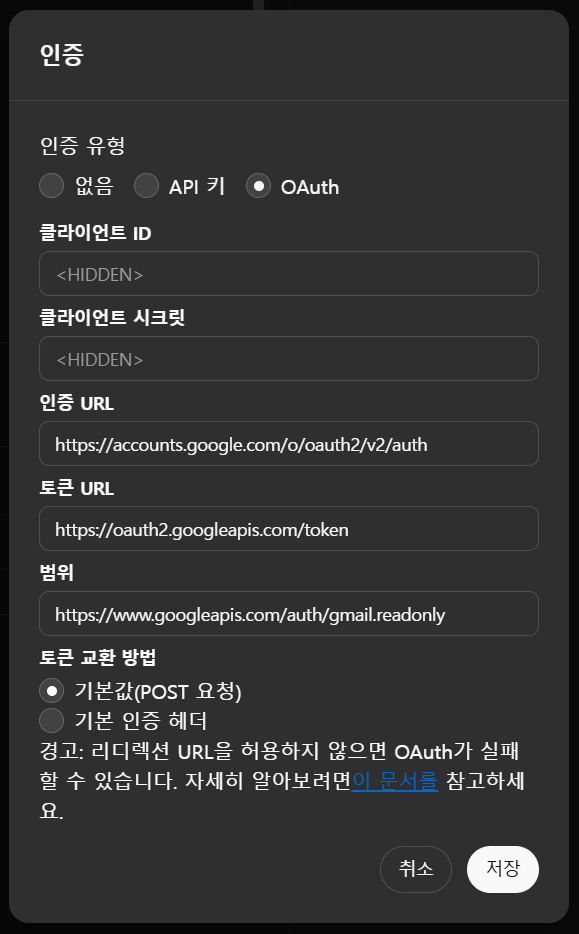 인증
인증 유형
없음 API 키 OAuth
클라이언트 ID
<HIDDEN>
클라이언트 시크릿
<HIDDEN>
인증 URL
https://accounts.google.com/o/oauth2/v2/auth
토큰 URL
https://oauth2.googleapis.com/token
범위
https://www.googleapis.com/auth/gmail.readonly
토큰 교환 방법
기본값(POST 요청)
기본 인증 헤더
경고: 리디렉션 URL을 허용하지 않으면 OAuth가 실패
할 수 있습니다. 자세히 알아보려면이 문서를 참고하세
요.
취소 저장